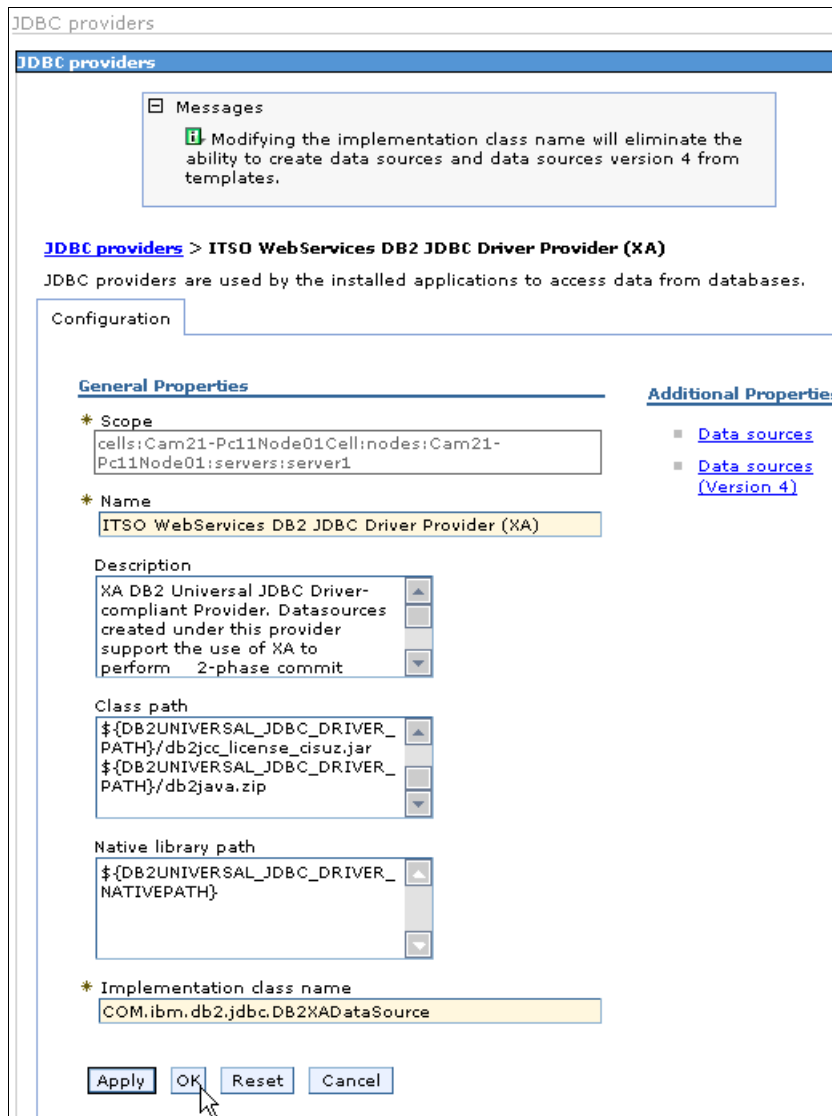 JDBC providers
JDBC providers
Messages
Modifying the implementation class name will eliminate the
ability to create data sources and data sources version 4 from
templates.
JDBC providers > ITSO WebServices DB2 JDBC Driver Provider (XA)
JDBC providers are used by the installed applications to access data from databases.
Configuration
General Properties
* Scope
cells:Cam21-Pc11Node01Cell:nodes:Cam21-
Pc11Node01:servers:server1
* Name
ITSO WebServices DB2 JDBC Driver Provider (XA)
Description
XA DB2 Universal JDBC Driver-
compliant Provider. Datasources
created under this provider
support the use of XA to
perform 2-phase commit
Class path
${DB2UNIVERSAL_JDBC_DRIVER_
PATH}/db2jcc_license_cisuz.jar
${DB2UNIVERSAL_JDBC_DRIVER_
PATH}/db2java.zip
Native library path
${DB2UNIVERSAL_JDBC_DRIVER_
NATIVEPATH}
* Implementation class name
COM.ibm.db2.jdbc.DB2XADataSource
Apply OK Reset Cancel
Additional Properties
Data sources
Data sources
(Version 4)